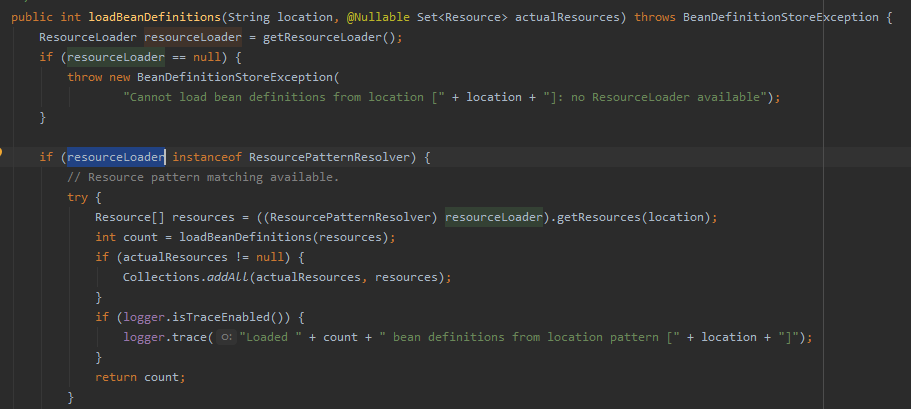 public int loadBeanDefinitions(String location, @Nullable Set<Resource> actualResources) throws BeanDefinitionStoreException {
ResourceLoader resourceLoader = getResourceLoader();
if (resourceLoader == null) {
throw new BeanDefinitionStoreException(
"Cannot load bean definitions from location [" + location + "]: no ResourceLoader available");
}
if (resourceLoader instanceof ResourcePatternResolver) {
// Resource pattern matching available.
try {
Resource[] resources = ((ResourcePatternResolver) resourceLoader).getResources(location);
int count = loadBeanDefinitions(resources);
if (actualResources != null) {
Collections.addAll(actualResources, resources);
}
if (logger.isTraceEnabled()) {
logger.trace( o: "Loaded " + count + " bean definitions from location pattern [" + location + "]");
}
return count;
}